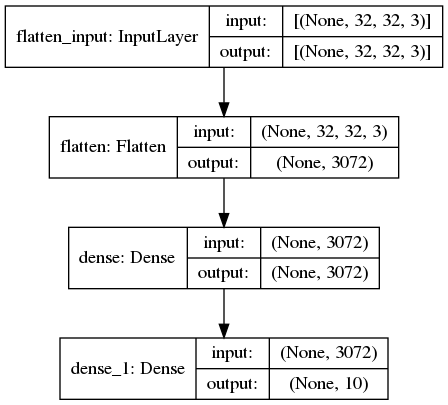 flatten_input: InputLayer
input: [(None, 32, 32, 3)]
output: [(None, 32, 32, 3)]
flatten: Flatten
input: (None, 32, 32, 3)
output: (None, 3072)
dense: Dense
input: (None, 3072)
output: (None, 3072)
dense_1: Dense
input: (None, 3072)
output: (None, 10)